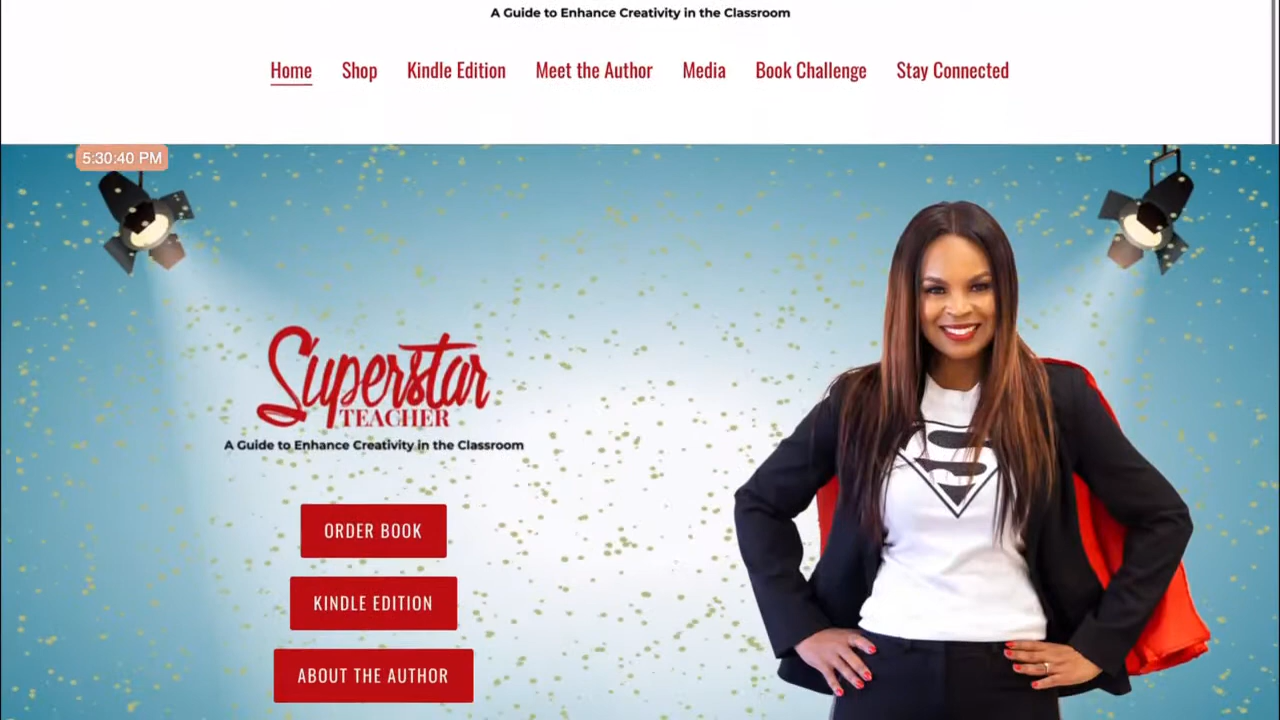 A Guide to Enhance Creativity in the Classroom
Home Shop Kindle Edition Meet the Author Media Book Challenge Stay Connected
5:30:40 PM
Superstar
TEACHER
A Guide to Enhance Creativity in the Classroom
ORDER BOOK
KINDLE EDITION
ABOUT THE AUTHOR